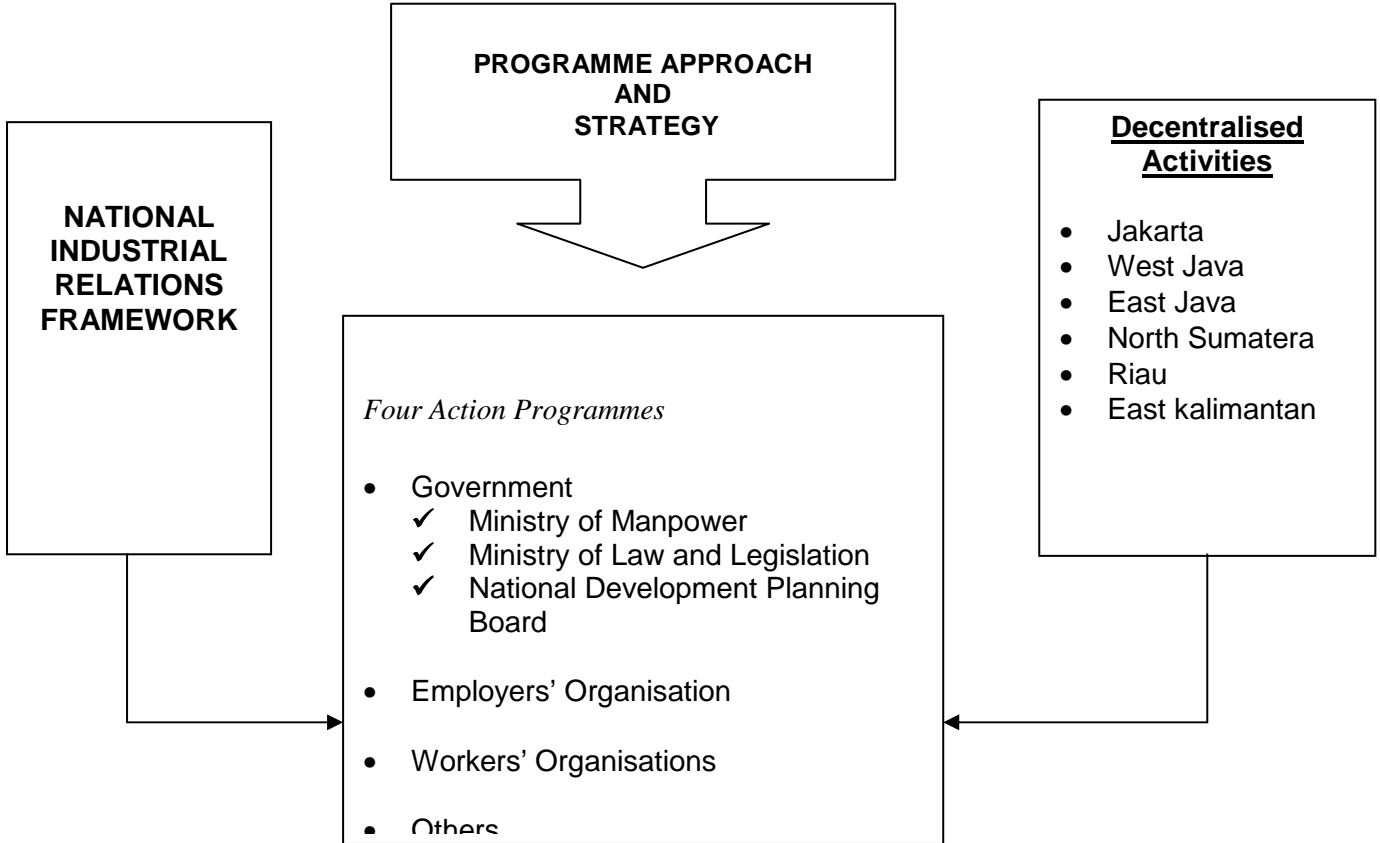 PROGRAMME APPROACH
AND
STRATEGY
NATIONAL
INDUSTRIAL
RELATIONS
FRAMEWORK
Decentralised
Activities
• Jakarta
• West Java
• East Java
• North Sumatera
• Riau
• East kalimantan
Four Action Programmes
• Government
✓ Ministry of Manpower
✓ Ministry of Law and Legislation
✓ National Development Planning
Board
• Employers’ Organisation
• Workers’ Organisations
• Others